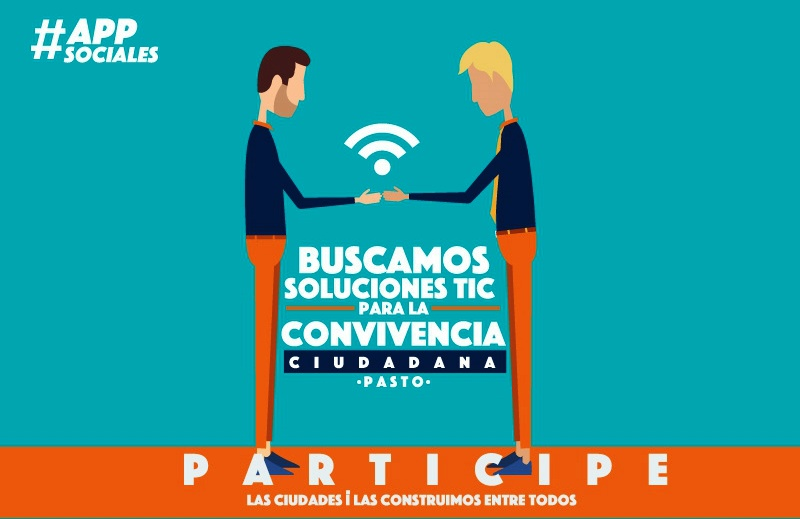 #APP
SOCIALES
BUSCAMOS
SOLUCIONES TIC
PARA LA
CONVIVENCIA
CIUDADANA
·PASTO·
PARTICIPE
LAS CIUDADES i LAS CONSTRUIMOS ENTRE TODOS